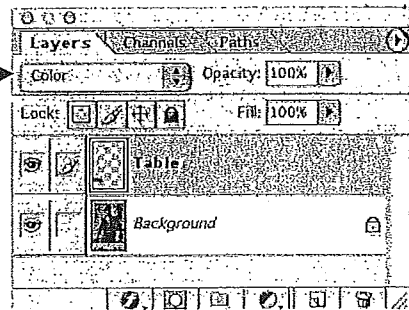 Layers Channels Paths
Color Opacity: 100%
Lock: Fill: 100%
Table
Background